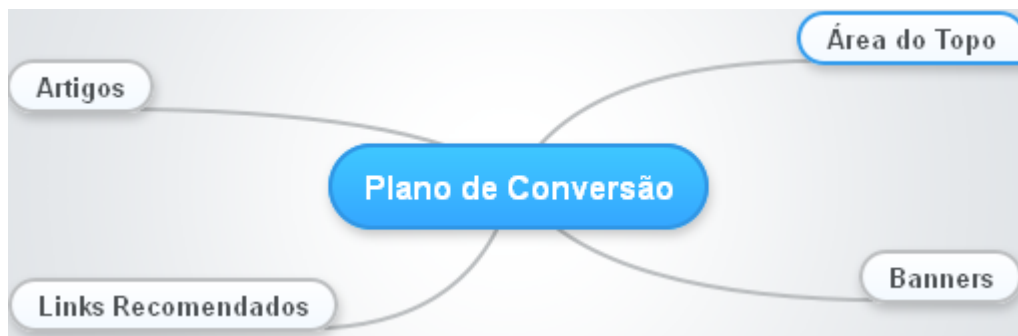 Área do Topo
Artigos
Plano de Conversão
Banners
Links Recomendados